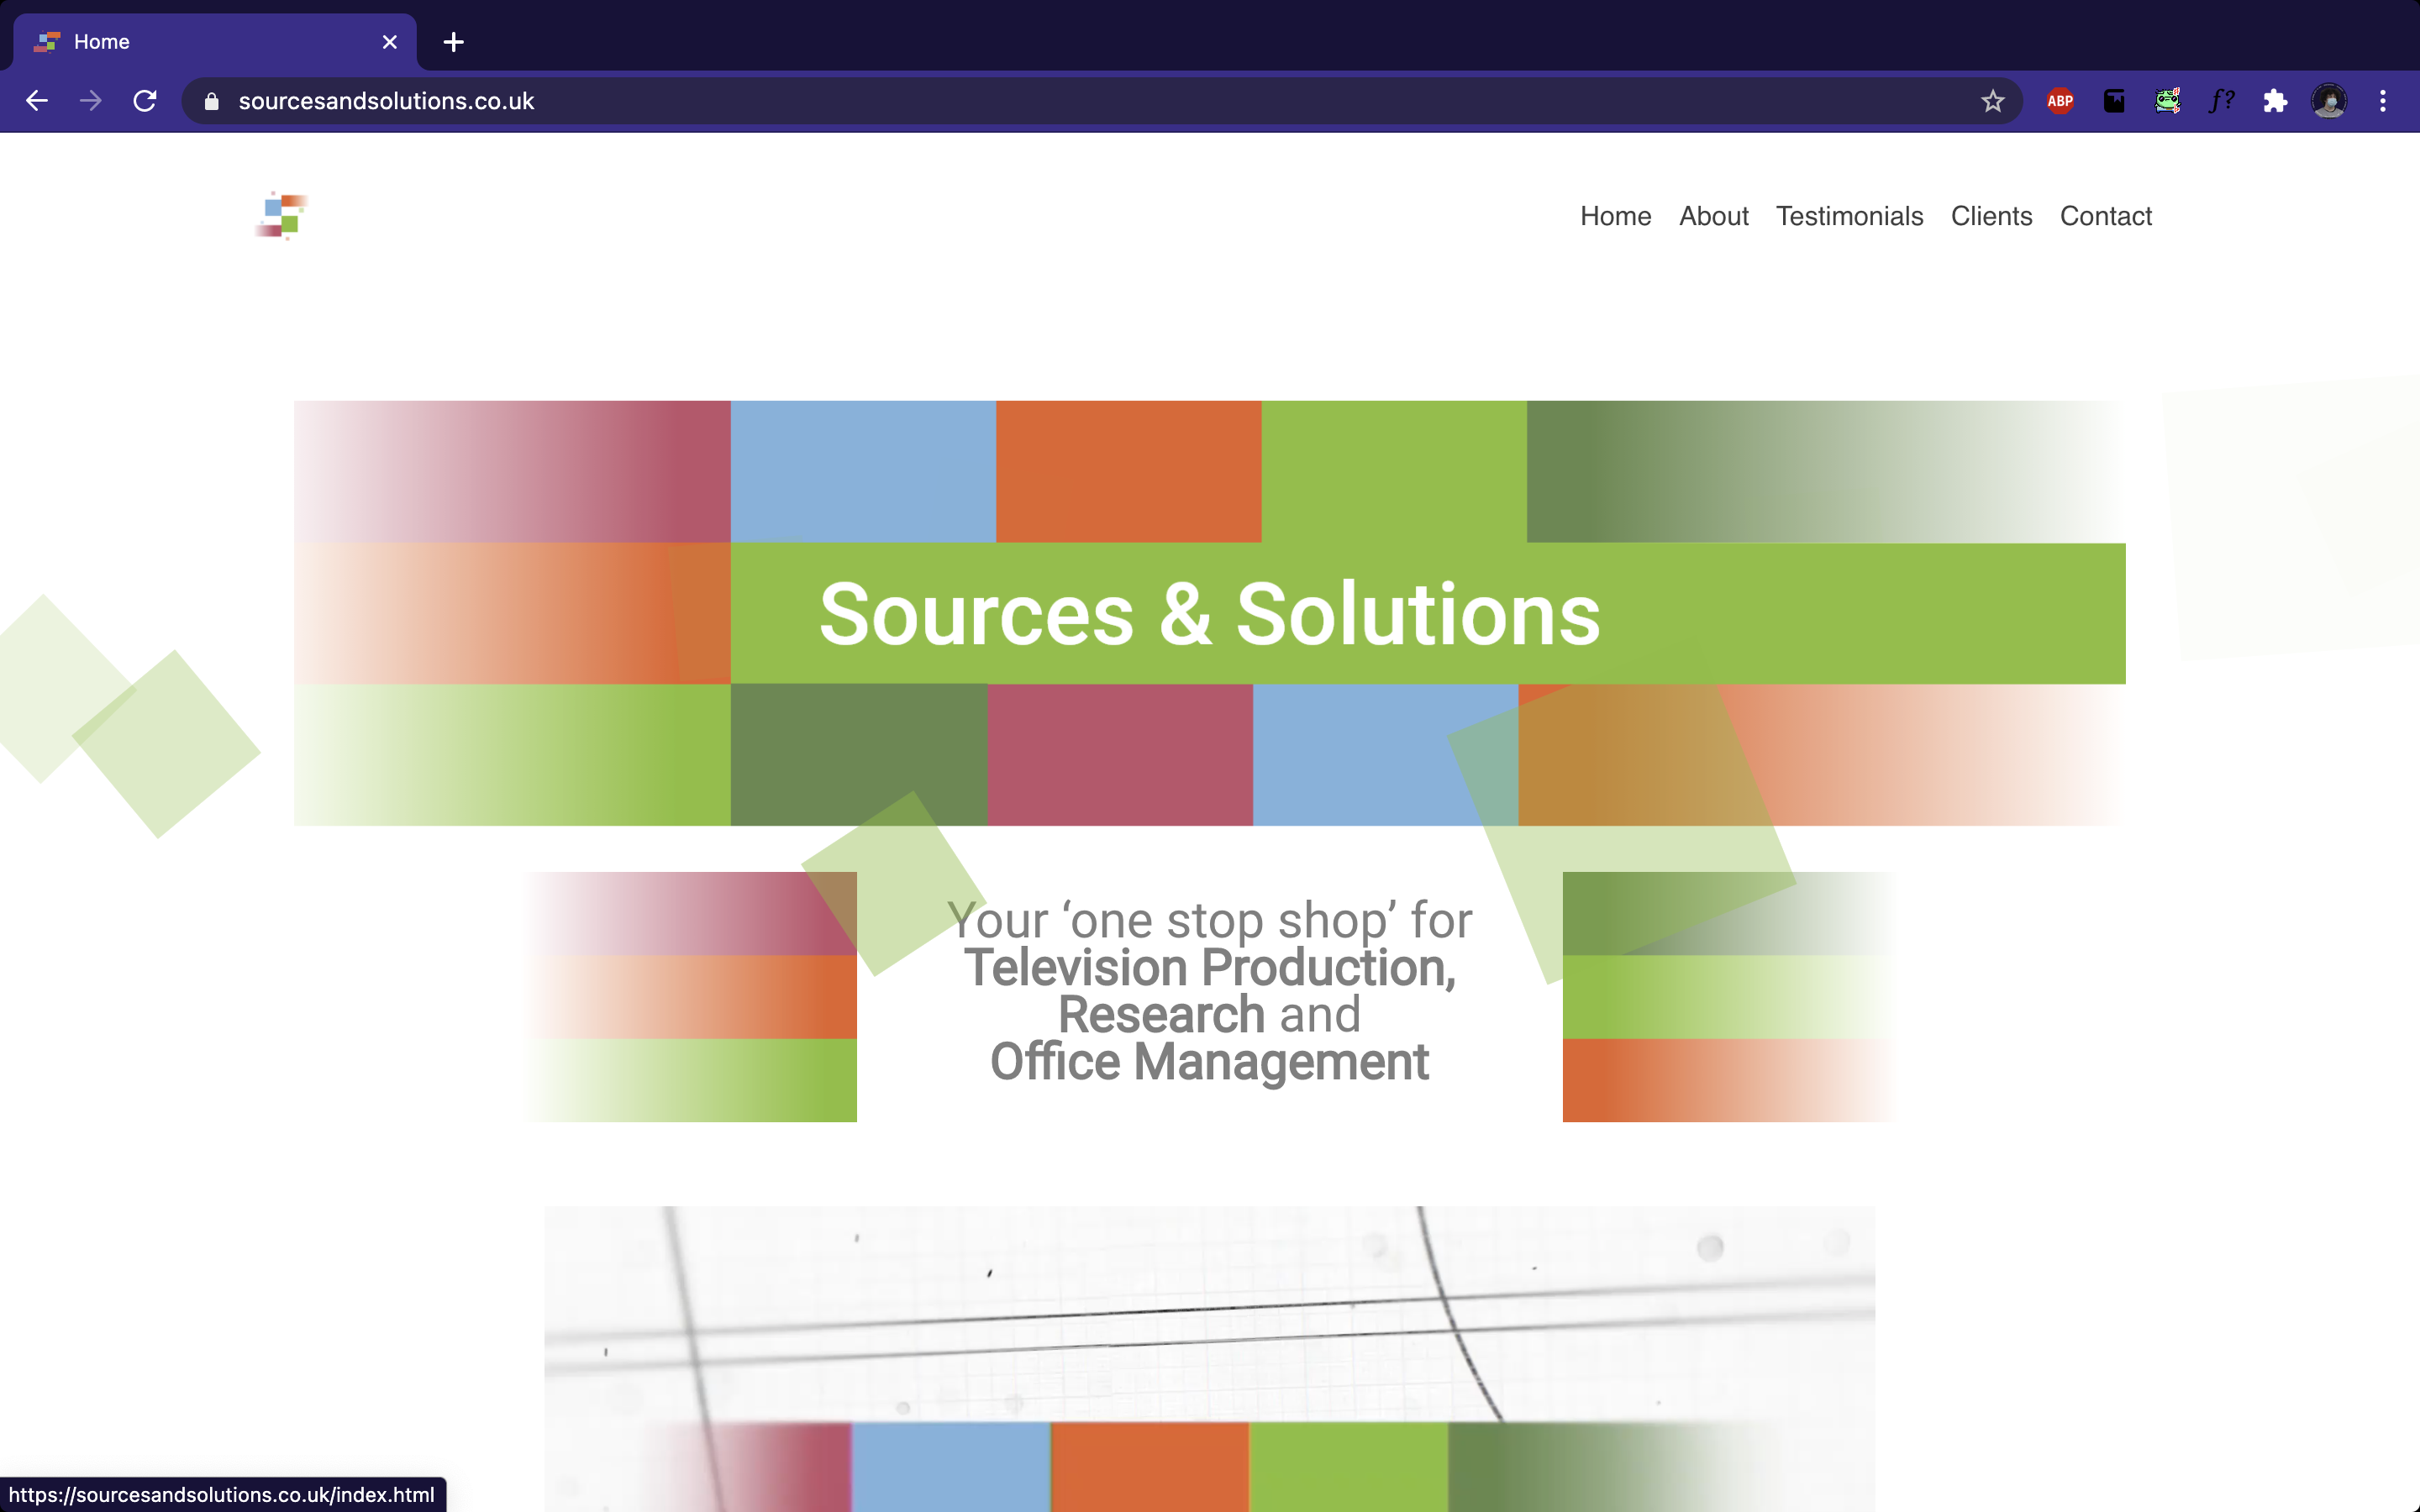 Home
sourcesandsolutions.co.uk
ABP
f?
Home About Testimonials Clients Contact
Sources & Solutions
Your ‘one stop shop’ for
Television Production,
Research and
Office Management
https://sourcesandsolutions.co.uk/index.html